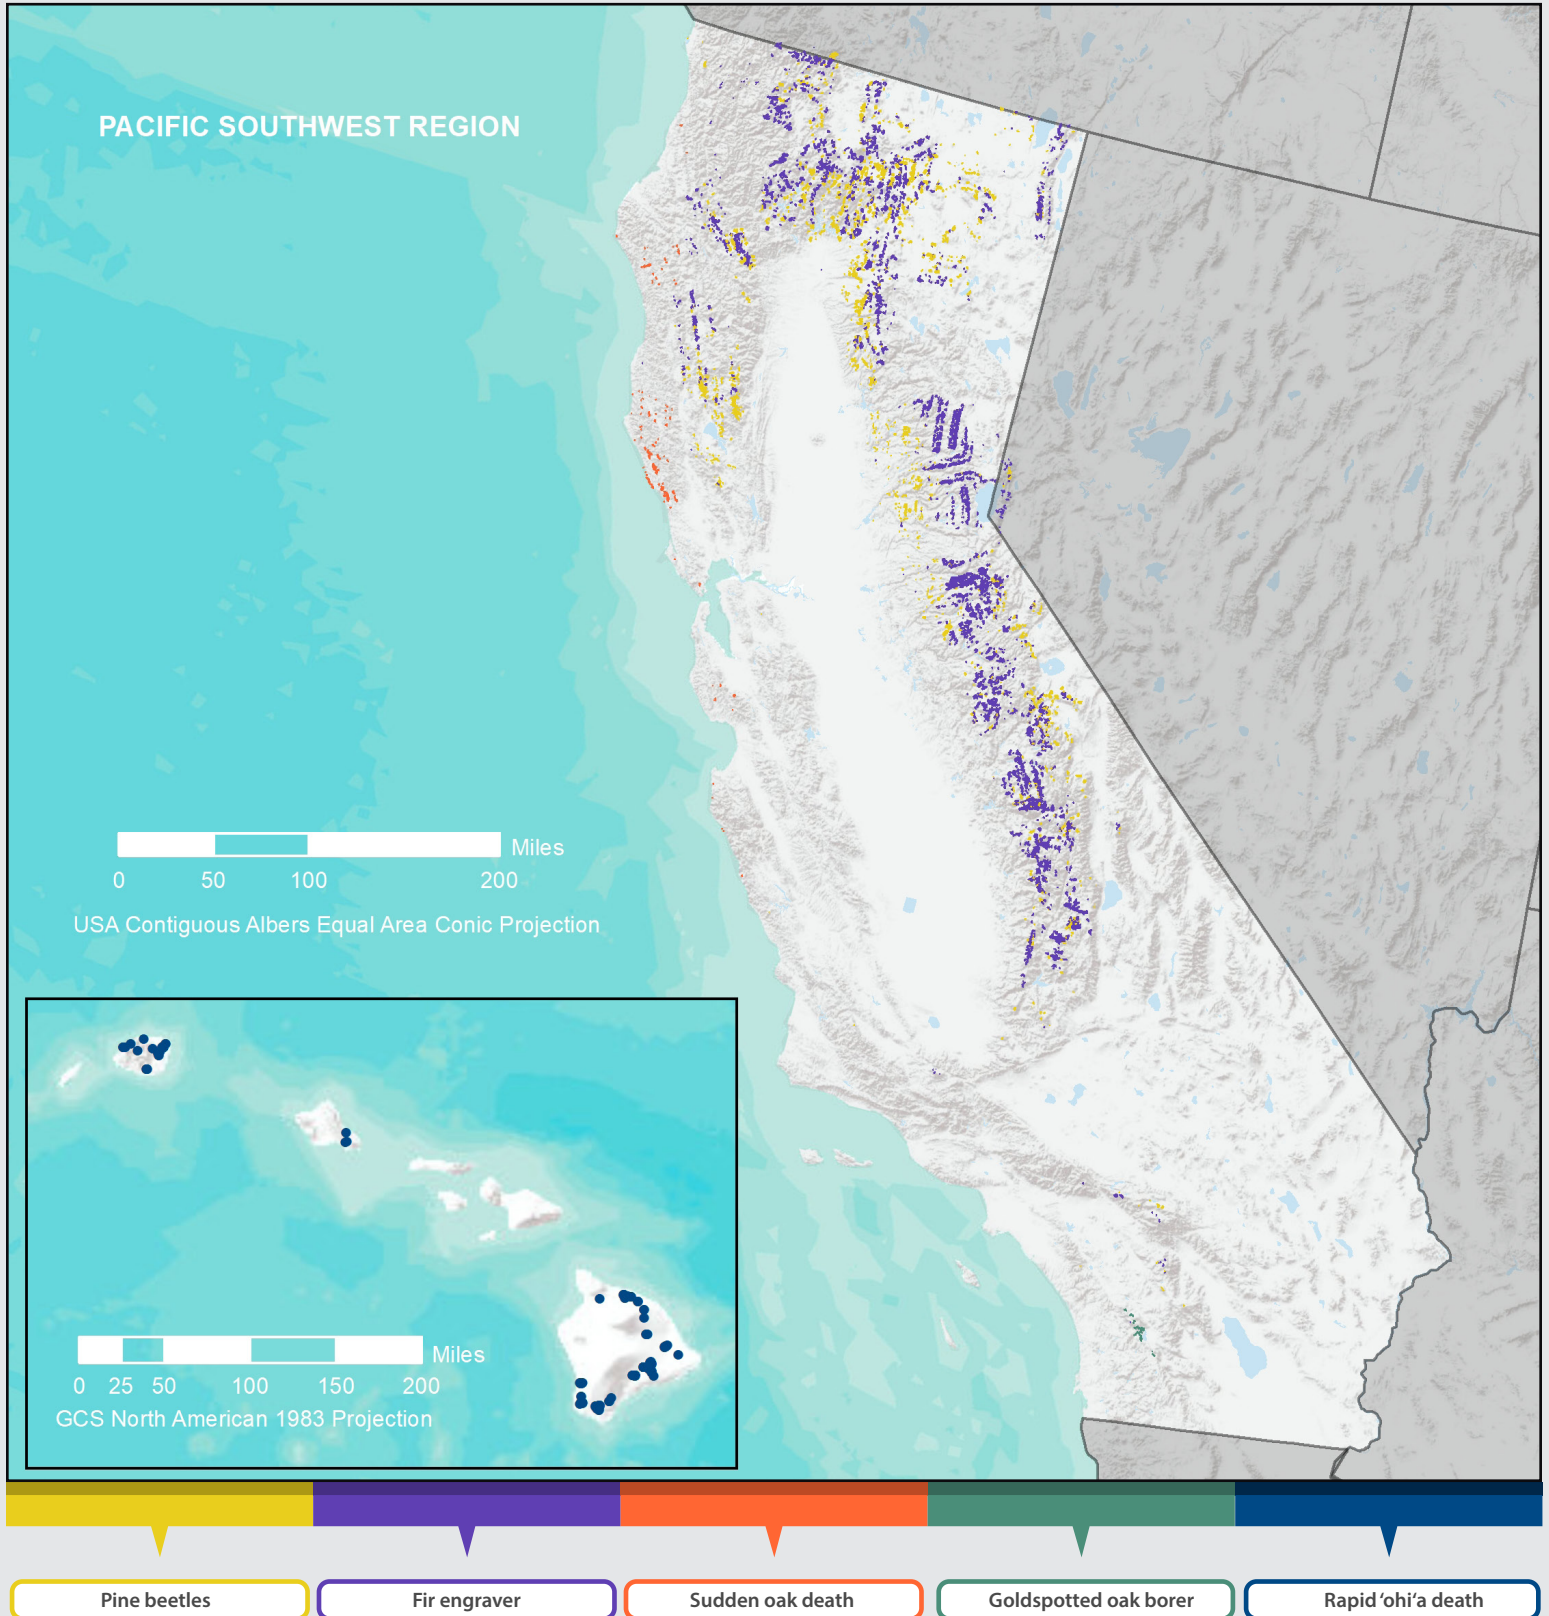 PACIFIC SOUTHWEST REGION
Miles
0 50 100 200
USA Contiguous Albers Equal Area Conic Projection
Miles
0 25 50 100 150 200
GCS North American 1983 Projection
Pine beetles
Fir engraver
Sudden oak death
Goldspotted oak borer
Rapid ‘ohi‘a death